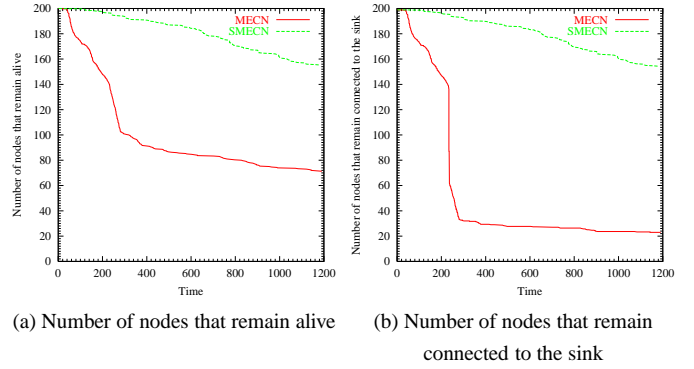 200
180
160
140
120
100
80
60
40
20
0
0 200 400 600 800 1000 1200
Number of nodes that remain alive
Time
MECN
SMECN
(a) Number of nodes that remain alive
200
180
160
140
120
100
80
60
40
20
0
0 200 400 600 800 1000 1200
Number of nodes that remain connected to the sink
Time
MECN
SMECN
(b) Number of nodes that remain
connected to the sink